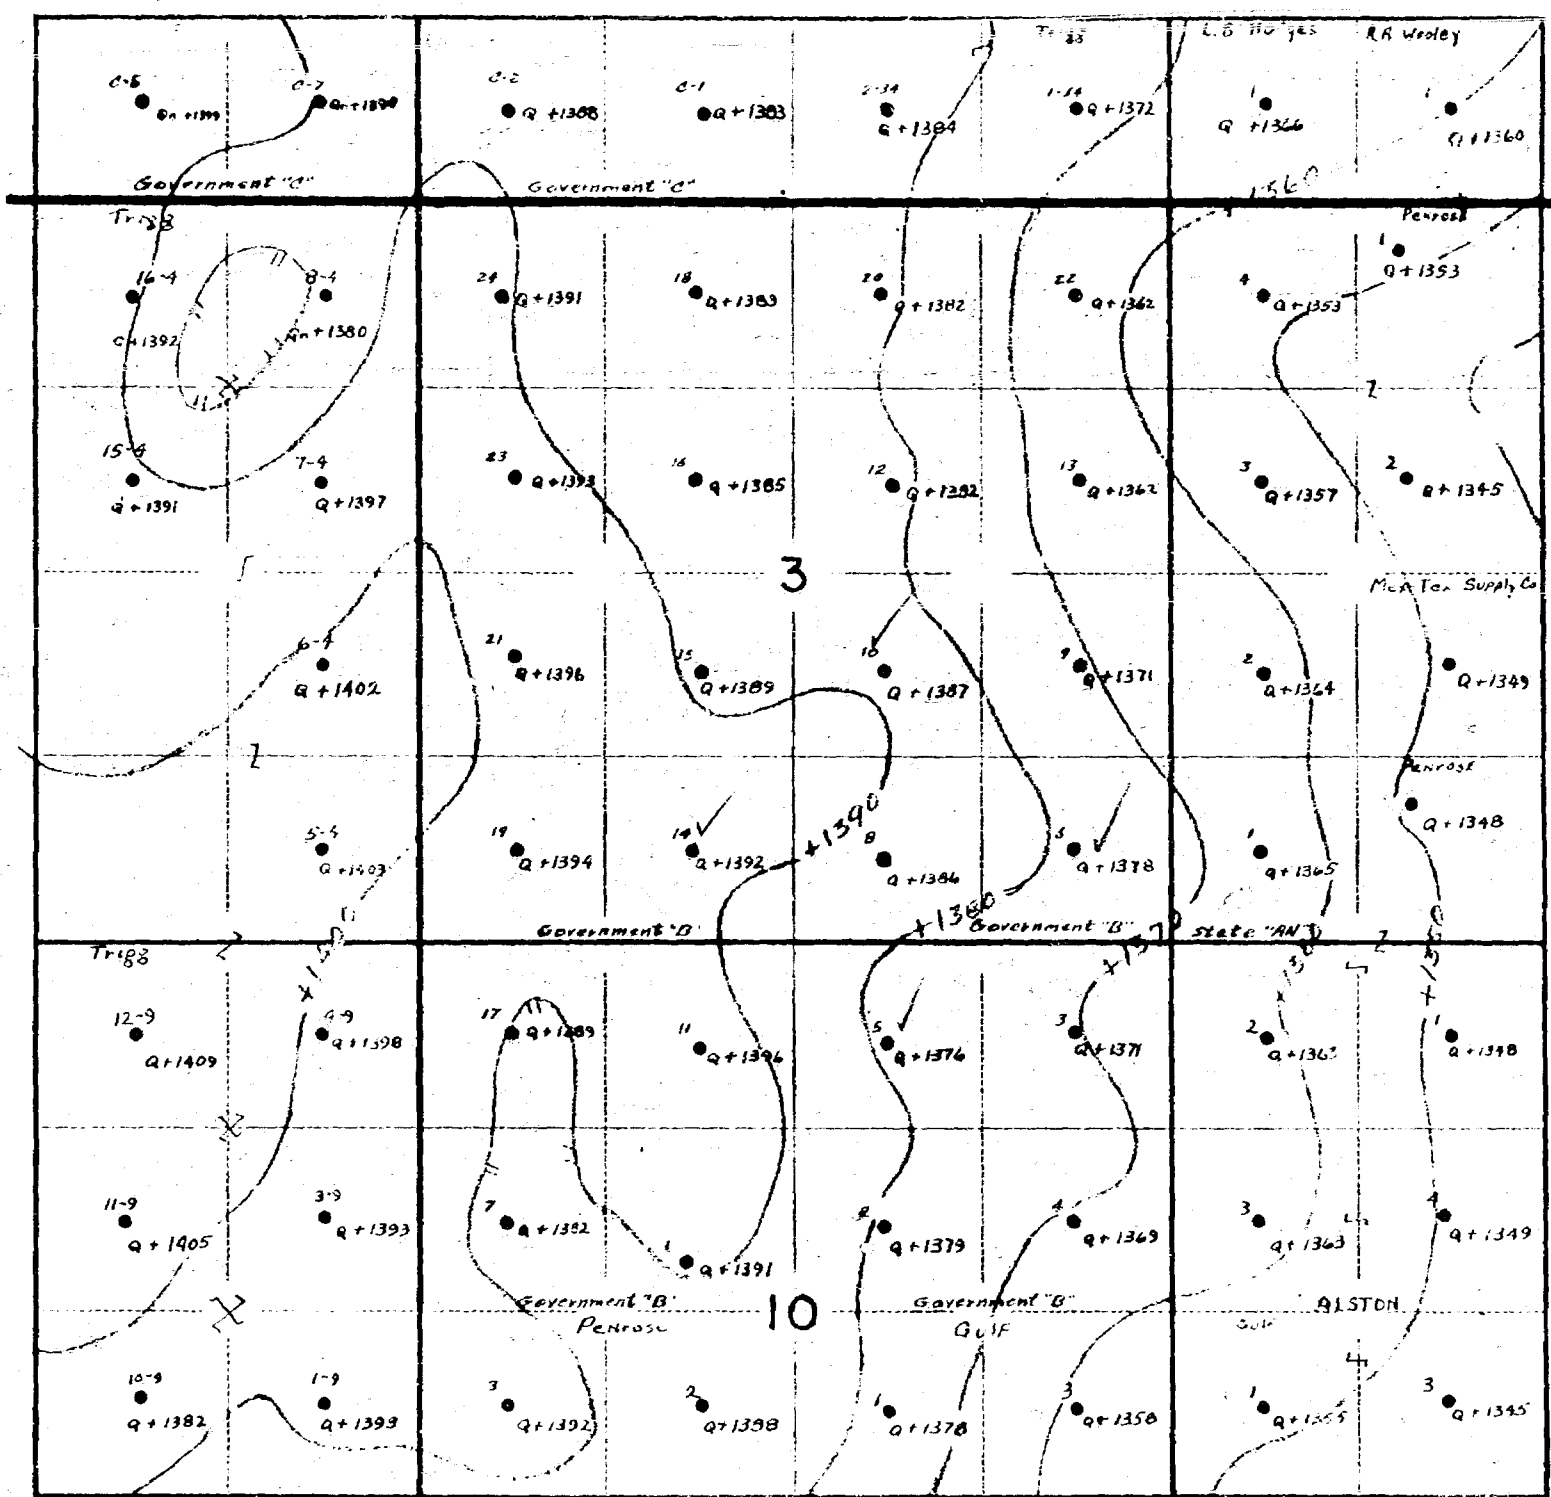 Trigg L.B. Hodges R.R. Wooley
C-7 C-2 C-1 2-34 1-34 1 1
Qn +1399 Q +1388 Q+1383 Q+1384 Q+1372 Q +1366 Q+1360
Government "C" Government "C" 1360
Trigg Penrose
1
Q+1353
16-4 8-4 24 18 20 22 4
+1392 Qn+1380 Q+1391 Q+1383 Q+1382 Q+1362 Q+1353
15-4 7-4 23 16 12 13 3 2
Q+1391 Q+1397 Q+1393 Q+1385 Q+1382 Q+1362 Q+1357 Q+1345
3
Mex Tex Supply Co
6-4 21 15 10 9 2
Q+1402 Q+1396 Q+1389 Q+1387 Q+1371 Q+1364 Q+1349
Penrose
Q+1348
+1390
5-4 19 14 8 6 1
Q+1403 Q+1394 Q+1392 Q+1386 Q+1378 Q+1365
+1380
Government "B" Government "B" State "AN"
Trigg +1370 +1350
12-9 4-9 17 11 5 3 2 1
Q+1409 Q+1398 Q+1389 Q+1396 Q+1376 Q+1371 Q+1363 Q+1348
11-9 3-9 7 1 2 4 3 4
Q+1405 Q+1393 Q+1382 Q+1391 Q+1379 Q+1369 Q+1363 Q+1349
Government "B" 10 Government "B" ALSTON
Penrose Gulf Gulf
10-9 1-9 3 2 1 3 1 3
Q+1382 Q+1393 Q+1392 Q+1398 Q+1378 Q+1358 Q+1355 Q+1345